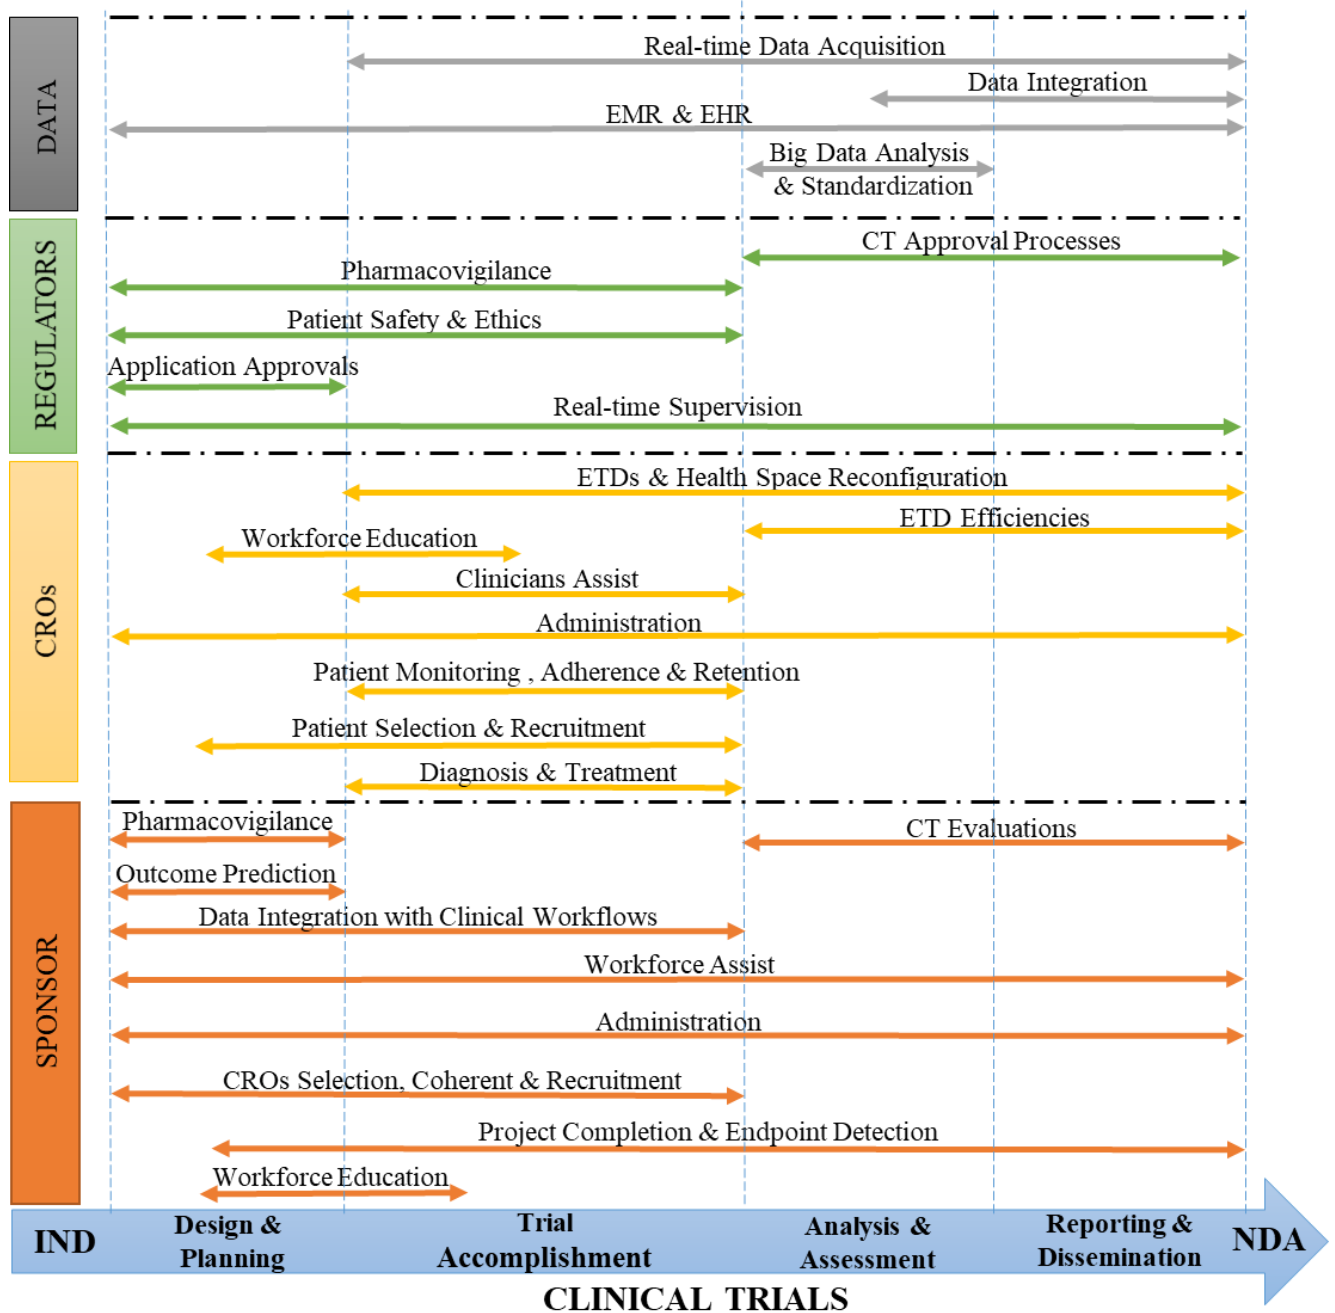 DATA
Real-time Data Acquisition
Data Integration
EMR & EHR
Big Data Analysis
& Standardization
REGULATORS
CT Approval Processes
Pharmacovigilance
Patient Safety & Ethics
Application Approvals
Real-time Supervision
CROs
ETDs & Health Space Reconfiguration
ETD Efficiencies
Workforce Education
Clinicians Assist
Administration
Patient Monitoring , Adherence & Retention
Patient Selection & Recruitment
Diagnosis & Treatment
SPONSOR
Pharmacovigilance
CT Evaluations
Outcome Prediction
Data Integration with Clinical Workflows
Workforce Assist
Administration
CROs Selection, Coherent & Recruitment
Project Completion & Endpoint Detection
Workforce Education
IND
Design &
Planning
Trial
Accomplishment
Analysis &
Assessment
Reporting &
Dissemination
NDA
CLINICAL TRIALS